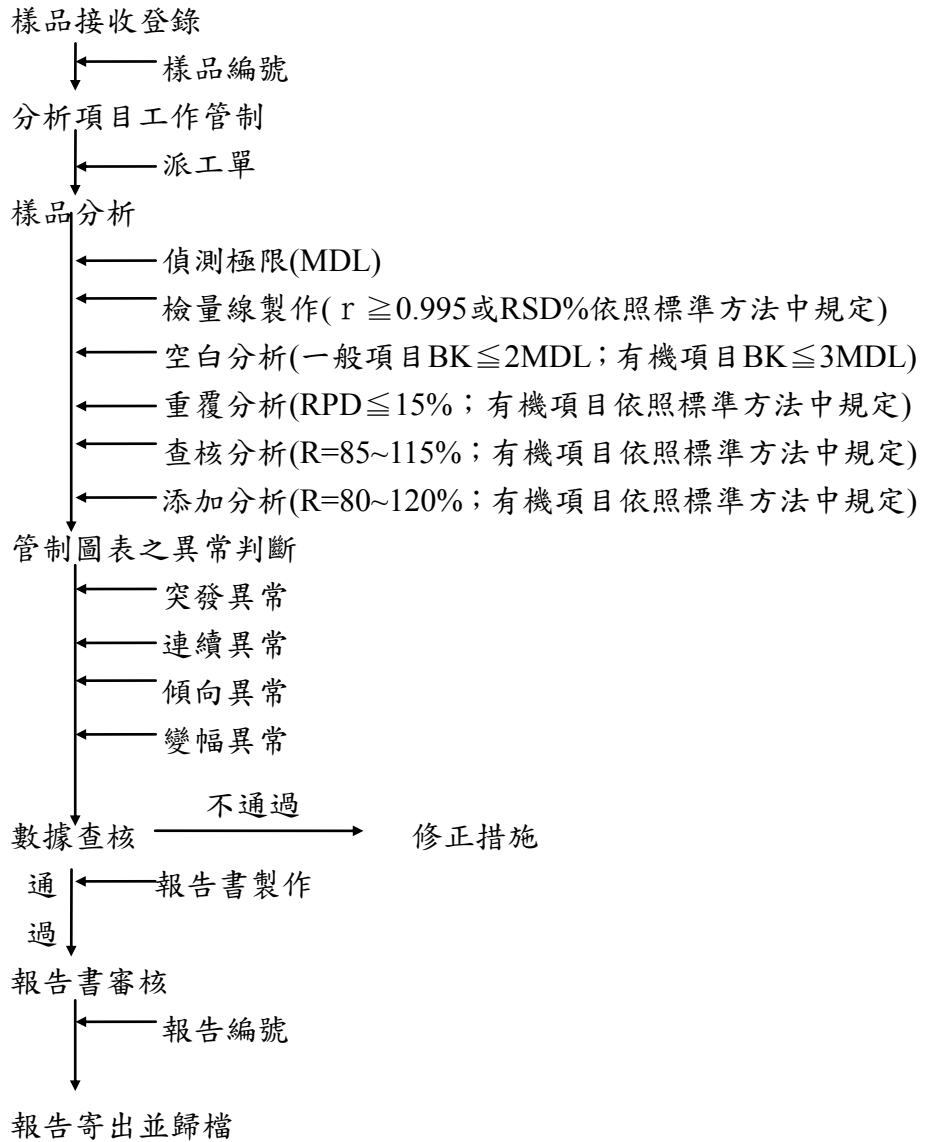 樣品接收登錄
樣品編號
分析項目工作管制
派工單
樣品分析
偵測極限(MDL)
檢量線製作(ｒ≧0.995或RSD%依照標準方法中規定)
空白分析(一般項目BK≦2MDL；有機項目BK≦3MDL)
重覆分析(RPD≦15%；有機項目依照標準方法中規定)
查核分析(R=85~115%；有機項目依照標準方法中規定)
添加分析(R=80~120%；有機項目依照標準方法中規定)
管制圖表之異常判斷
突發異常
連續異常
傾向異常
變幅異常
不通過
數據查核 修正措施
通 報告書製作
過
報告書審核
報告編號
報告寄出並歸檔